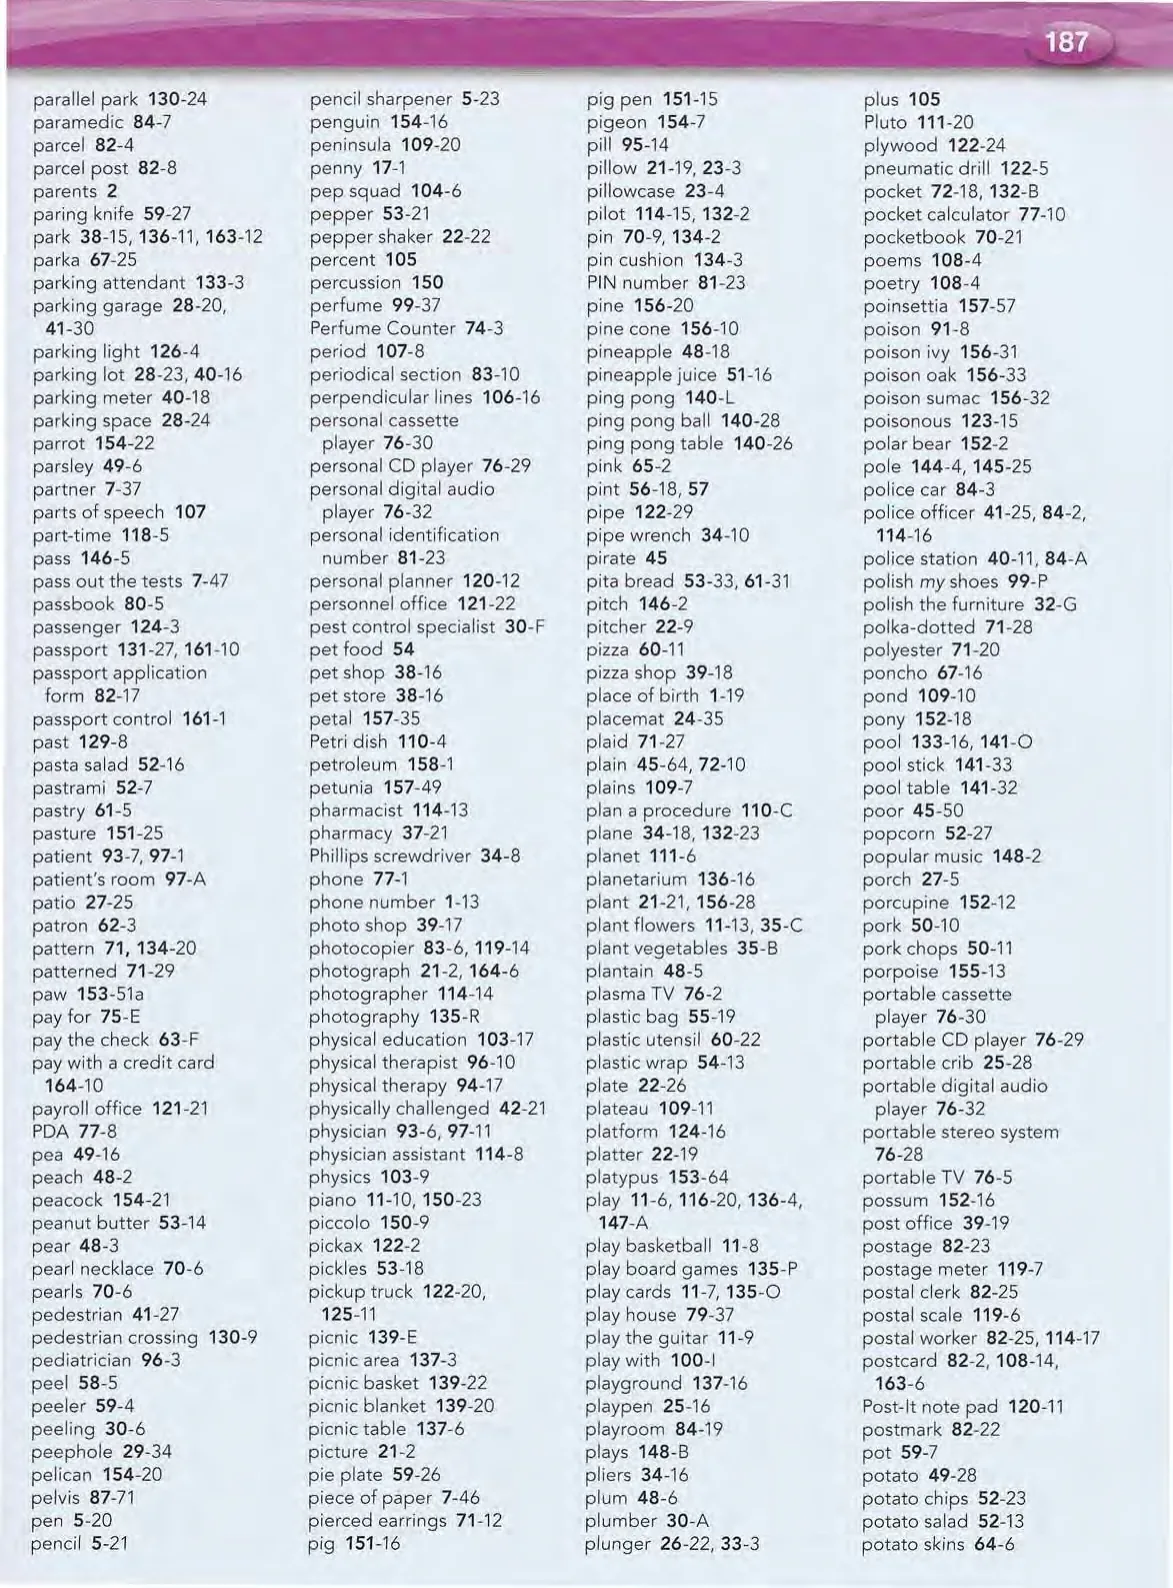 187
parallel park 130-24
paramedic 84-7
parcel 82-4
parcel post 82-8
parents 2
paring knife 59-27
park 38-15, 136-11, 163-12
parka 67-25
parking attendant 133-3
parking garage 28-20,
41-30
parking light 126-4
parking lot 28-23, 40-16
parking meter 40-18
parking space 28-24
parrot 154-22
parsley 49-6
partner 7-37
parts of speech 107
part-time 118-5
pass 146-5
pass out the tests 7-47
passbook 80-5
passenger 124-3
passport 131-27, 161-10
passport application
form 82-17
passport control 161-1
past 129-8
pasta salad 52-16
pastrami 52-7
pastry 61-5
pasture 151-25
patient 93-7, 97-1
patient's room 97-A
patio 27-25
patron 62-3
pattern 71, 134-20
patterned 71-29
paw 153-51a
pay for 75-E
pay the check 63-F
pay with a credit card
164-10
payroll office 121-21
PDA 77-8
pea 49-16
peach 48-2
peacock 154-21
peanut butter 53-14
pear 48-3
pearl necklace 70-6
pearls 70-6
pedestrian 41-27
pedestrian crossing 130-9
pediatrician 96-3
peel 58-5
peeler 59-4
peeling 30-6
peephole 29-34
pelican 154-20
pelvis 87-71
pen 5-20
pencil 5-21
pencil sharpener 5-23
penguin 154-16
peninsula 109-20
penny 17-1
pep squad 104-6
pepper 53-21
pepper shaker 22-22
percent 105
percussion 150
perfume 99-37
Perfume Counter 74-3
period 107-8
periodical section 83-10
perpendicular lines 106-16
personal cassette
player 76-30
personal CD player 76-29
personal digital audio
player 76-32
personal identification
number 81-23
personal planner 120-12
personnel office 121-22
pest control specialist 30-F
pet food 54
pet shop 38-16
pet store 38-16
petal 157-35
Petri dish 110-4
petroleum 158-1
petunia 157-49
pharmacist 114-13
pharmacy 37-21
Phillips screwdriver 34-8
phone 77-1
phone number 1-13
photo shop 39-17
photocopier 83-6, 119-14
photograph 21-2, 164-6
photographer 114-14
photography 135-R
physical education 103-17
physical therapist 96-10
physical therapy 94-17
physically challenged 42-21
physician 93-6, 97-11
physician assistant 114-8
physics 103-9
piano 11-10, 150-23
piccolo 150-9
pickax 122-2
pickles 53-18
pickup truck 122-20,
125-11
picnic 139-E
picnic area 137-3
picnic basket 139-22
picnic blanket 139-20
picnic table 137-6
picture 21-2
pie plate 59-26
piece of paper 7-46
pierced earrings 71-12
pig 151-16
pig pen 151-15
pigeon 154-7
pill 95-14
pillow 21-19, 23-3
pillowcase 23-4
pilot 114-15, 132-2
pin 70-9, 134-2
pin cushion 134-3
PIN number 81-23
pine 156-20
pine cone 156-10
pineapple 48-18
pineapple juice 51-16
ping pong 140-L
ping pong ball 140-28
ping pong table 140-26
pink 65-2
pint 56-18, 57
pipe 122-29
pipe wrench 34-10
pirate 45
pita bread 53-33, 61-31
pitch 146-2
pitcher 22-9
pizza 60-11
pizza shop 39-18
place of birth 1-19
placemat 24-35
plaid 71-27
plain 45-64, 72-10
plains 109-7
plan a procedure 110-C
plane 34-18, 132-23
planet 111-6
planetarium 136-16
plant 21-21, 156-28
plant flowers 11-13, 35-C
plant vegetables 35-B
plantain 48-5
plasma TV 76-2
plastic bag 55-19
plastic utensil 60-22
plastic wrap 54-13
plate 22-26
plateau 109-11
platform 124-16
platter 22-19
platypus 153-64
play 11-6, 116-20, 136-4,
147-A
play basketball 11-8
play board games 135-P
play cards 11-7, 135-O
play house 79-37
play the guitar 11-9
play with 100-I
playground 137-16
playpen 25-16
playroom 84-19
plays 148-B
pliers 34-16
plum 48-6
plumber 30-A
plunger 26-22, 33-3
plus 105
Pluto 111-20
plywood 122-24
pneumatic drill 122-5
pocket 72-18, 132-B
pocket calculator 77-10
pocketbook 70-21
poems 108-4
poetry 108-4
poinsettia 157-57
poison 91-8
poison ivy 156-31
poison oak 156-33
poison sumac 156-32
poisonous 123-15
polar bear 152-2
pole 144-4, 145-25
police car 84-3
police officer 41-25, 84-2,
114-16
police station 40-11, 84-A
polish my shoes 99-P
polish the furniture 32-G
polka-dotted 71-28
polyester 71-20
poncho 67-16
pond 109-10
pony 152-18
pool 133-16, 141-O
pool stick 141-33
pool table 141-32
poor 45-50
popcorn 52-27
popular music 148-2
porch 27-5
porcupine 152-12
pork 50-10
pork chops 50-11
porpoise 155-13
portable cassette
player 76-30
portable CD player 76-29
portable crib 25-28
portable digital audio
player 76-32
portable stereo system
76-28
portable TV 76-5
possum 152-16
post office 39-19
postage 82-23
postage meter 119-7
postal clerk 82-25
postal scale 119-6
postal worker 82-25, 114-17
postcard 82-2, 108-14,
163-6
Post-It note pad 120-11
postmark 82-22
pot 59-7
potato 49-28
potato chips 52-23
potato salad 52-13
potato skins 64-6